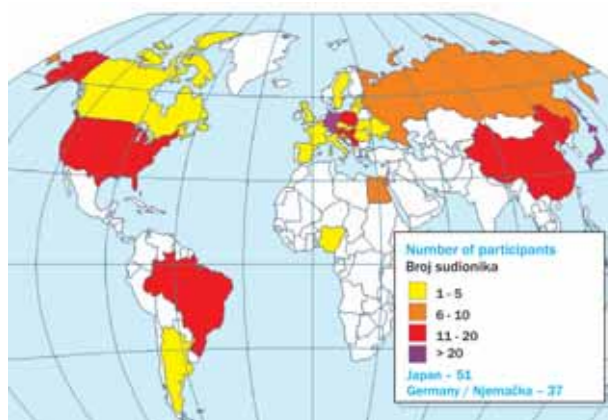 Number of participants
Broj sudionika
1 - 5
6 - 10
11 - 20
> 20
Japan – 51
Germany / Njemačka – 37